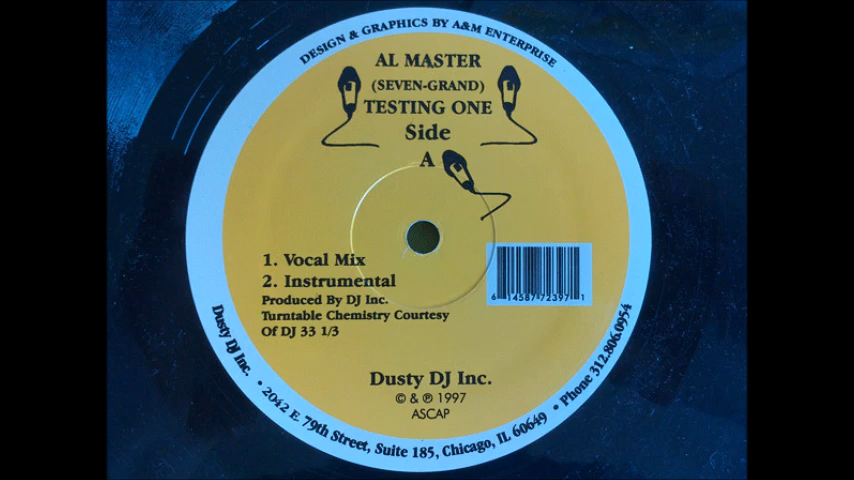 DESIGN & GRAPHICS BY A&M ENTERPRISE
AL MASTER
(SEVEN-GRAND)
TESTING ONE
Side
A
1. Vocal Mix
2. Instrumental
Produced By DJ Inc.
Turntable Chemistry Courtesy
Of DJ 33 1/3
6 14587 72397 1
Dusty DJ Inc.
© & ℗ 1997
ASCAP
Dusty DJ Inc. • 2042 E. 79th Street, Suite 185, Chicago, IL 60649 • Phone 312.806.0954